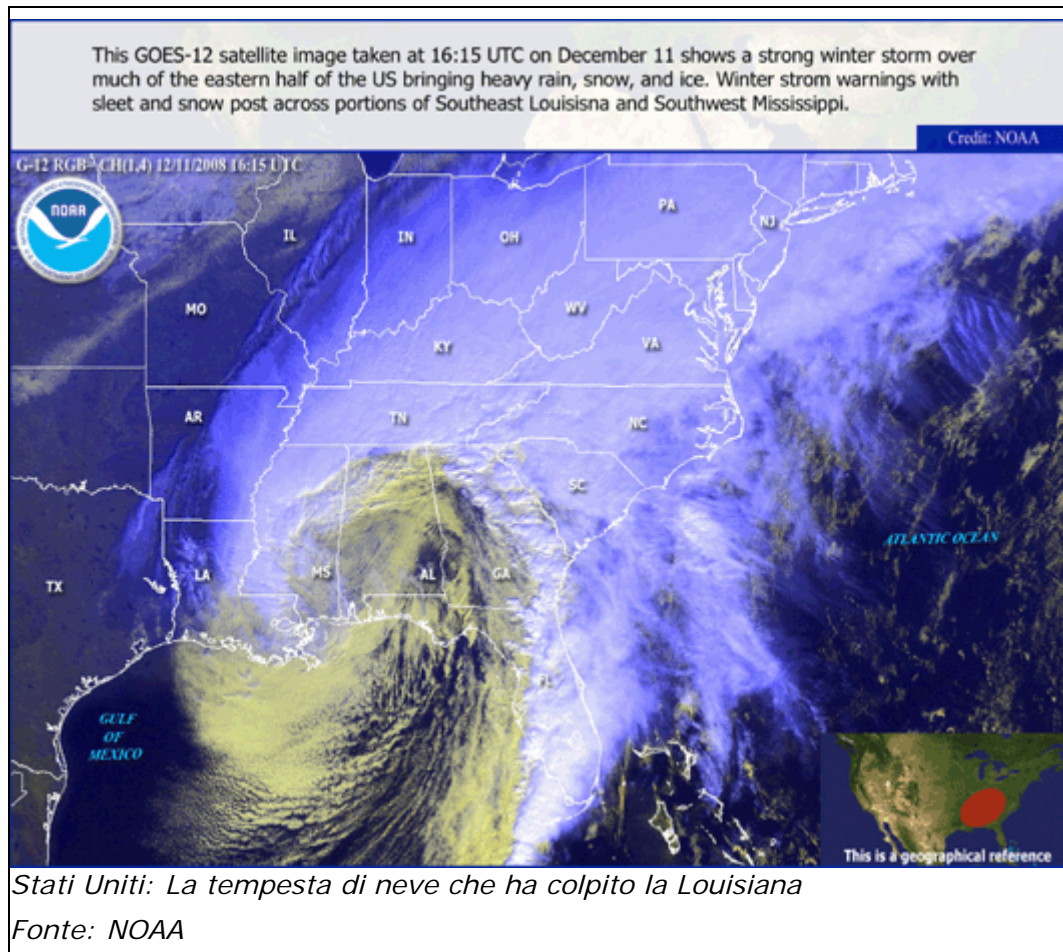 This GOES-12 satellite image taken at 16:15 UTC on December 11 shows a strong winter storm over
much of the eastern half of the US bringing heavy rain, snow, and ice. Winter strom warnings with
sleet and snow post across portions of Southeast Louisisna and Southwest Mississippi.
Credit: NOAA
G-12 RGB CH(1,4) 12/11/2008 16:15 UTC
NOAA
PA
NJ
IL
IN
OH
MO
WV
KY
VA
AR
TN
NC
SC
ATLANTIC OCEAN
TX
LA
MS
AL
GA
FL
GULF
OF
MEXICO
This is a geographical reference
Stati Uniti: La tempesta di neve che ha colpito la Louisiana
Fonte: NOAA